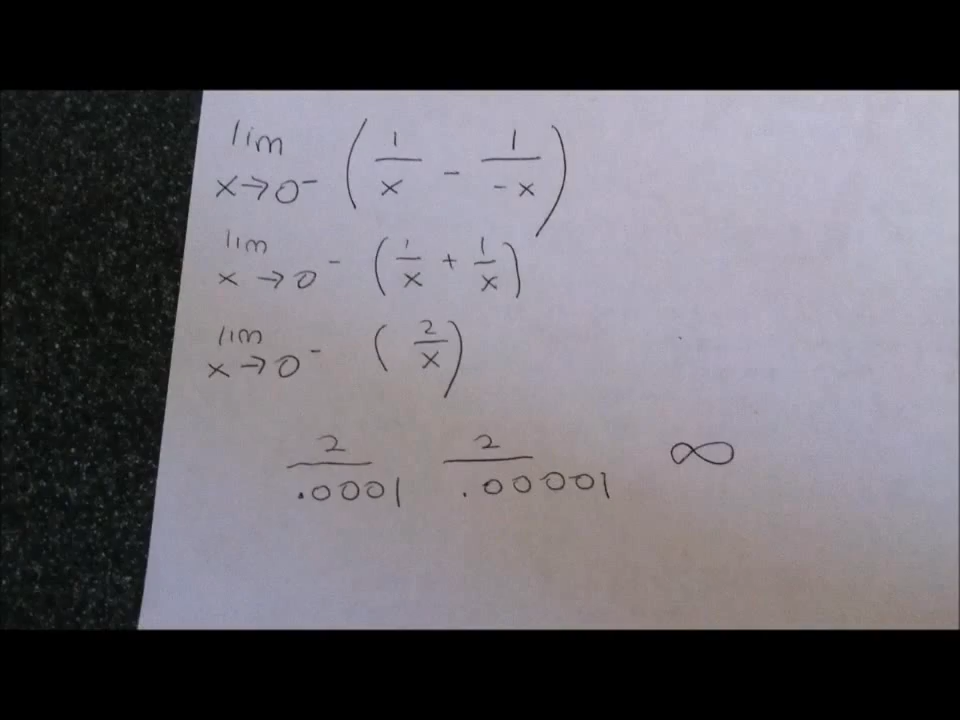 lim x→0⁻ (1/x - 1/-x)
lim x→0⁻ (1/x + 1/x)
lim x→0⁻ (2/x)
2/.0001 2/.00001 ∞